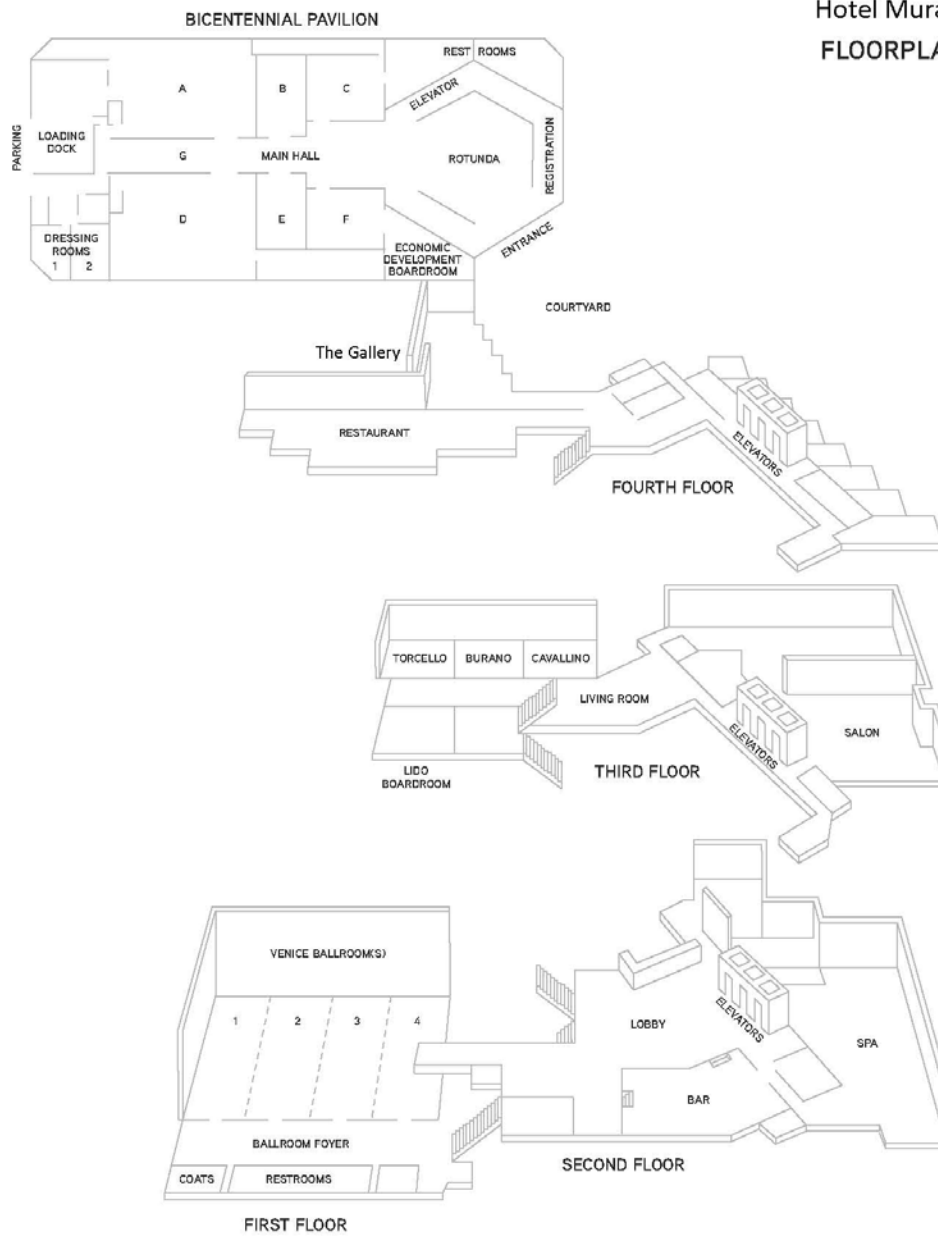 Hotel Mura
FLOORPLA
BICENTENNIAL PAVILION
REST ROOMS
ELEVATOR
A
B
C
PARKING
LOADING
DOCK
G
MAIN HALL
ROTUNDA
REGISTRATION
D
E
F
DRESSING
ROOMS
1 2
ECONOMIC
DEVELOPMENT
BOARDROOM
ENTRANCE
COURTYARD
The Gallery
RESTAURANT
ELEVATORS
FOURTH FLOOR
TORCELLO
BURANO
CAVALLINO
LIVING ROOM
ELEVATORS
SALON
LIDO
BOARDROOM
THIRD FLOOR
VENICE BALLROOM(S)
1
2
3
4
LOBBY
ELEVATORS
SPA
BAR
BALLROOM FOYER
SECOND FLOOR
COATS
RESTROOMS
FIRST FLOOR